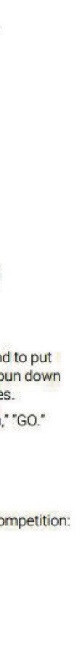 nd to put
oun down
es.
," "GO."
ompetition: